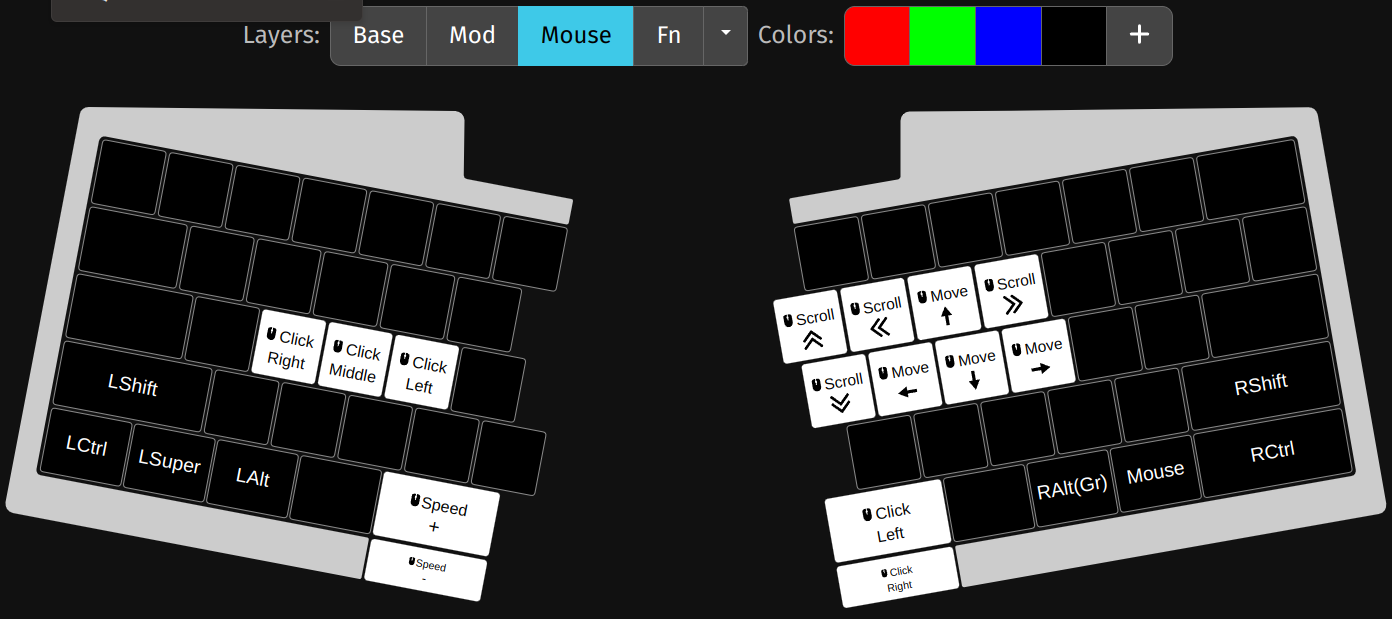 Layers:
Base
Mod
Mouse
Fn
Colors:
+
Click
Right
Click
Middle
Click
Left
LShift
LCtrl
LSuper
LAlt
Speed
+
Speed
-
Scroll
Scroll
Move
Scroll
Scroll
Move
Move
Move
RShift
Click
Left
RAlt(Gr)
Mouse
RCtrl
Click
Right